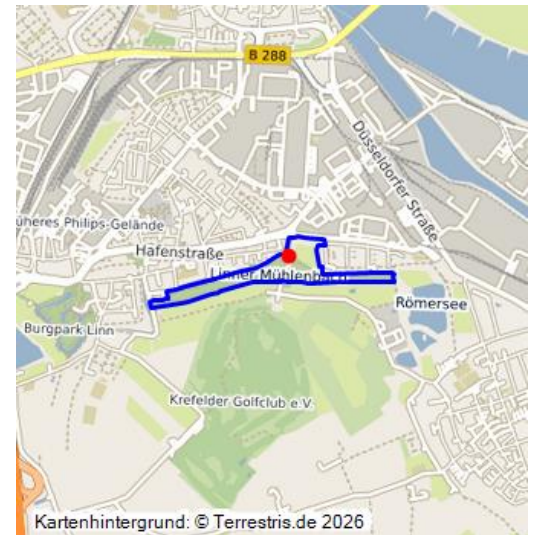 B 288
Düsseldorfer Straße
üheres Philips-Gelände
Hafenstraße
Linner Mühlenbach
Römersee
Burgpark Linn
Krefelder Golfclub e.V.
Kartenhintergrund: © Terrestris.de 2026